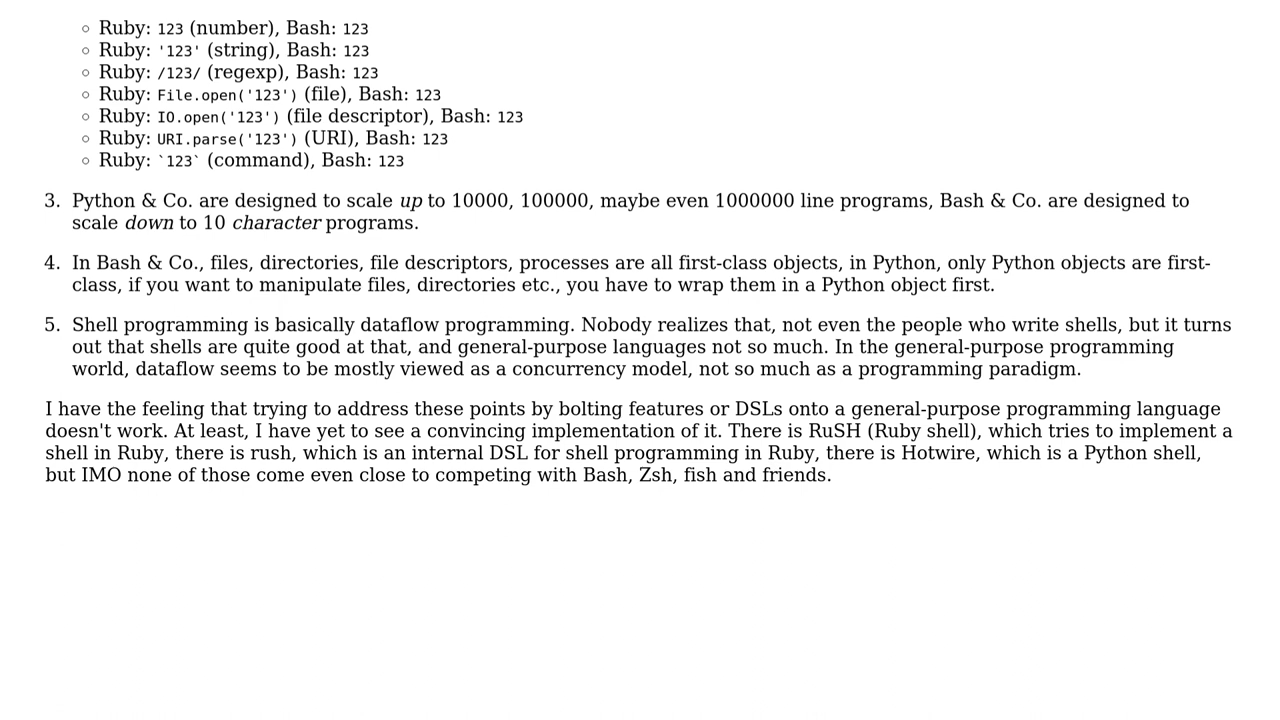 ◦ Ruby: 123 (number), Bash: 123
◦ Ruby: '123' (string), Bash: 123
◦ Ruby: /123/ (regexp), Bash: 123
◦ Ruby: File.open('123') (file), Bash: 123
◦ Ruby: IO.open('123') (file descriptor), Bash: 123
◦ Ruby: URI.parse('123') (URI), Bash: 123
◦ Ruby: `123` (command), Bash: 123
3. Python & Co. are designed to scale up to 10000, 100000, maybe even 1000000 line programs, Bash & Co. are designed to
scale down to 10 character programs.
4. In Bash & Co., files, directories, file descriptors, processes are all first-class objects, in Python, only Python objects are first-
class, if you want to manipulate files, directories etc., you have to wrap them in a Python object first.
5. Shell programming is basically dataflow programming. Nobody realizes that, not even the people who write shells, but it turns
out that shells are quite good at that, and general-purpose languages not so much. In the general-purpose programming
world, dataflow seems to be mostly viewed as a concurrency model, not so much as a programming paradigm.
I have the feeling that trying to address these points by bolting features or DSLs onto a general-purpose programming language
doesn't work. At least, I have yet to see a convincing implementation of it. There is RuSH (Ruby shell), which tries to implement a
shell in Ruby, there is rush, which is an internal DSL for shell programming in Ruby, there is Hotwire, which is a Python shell,
but IMO none of those come even close to competing with Bash, Zsh, fish and friends.